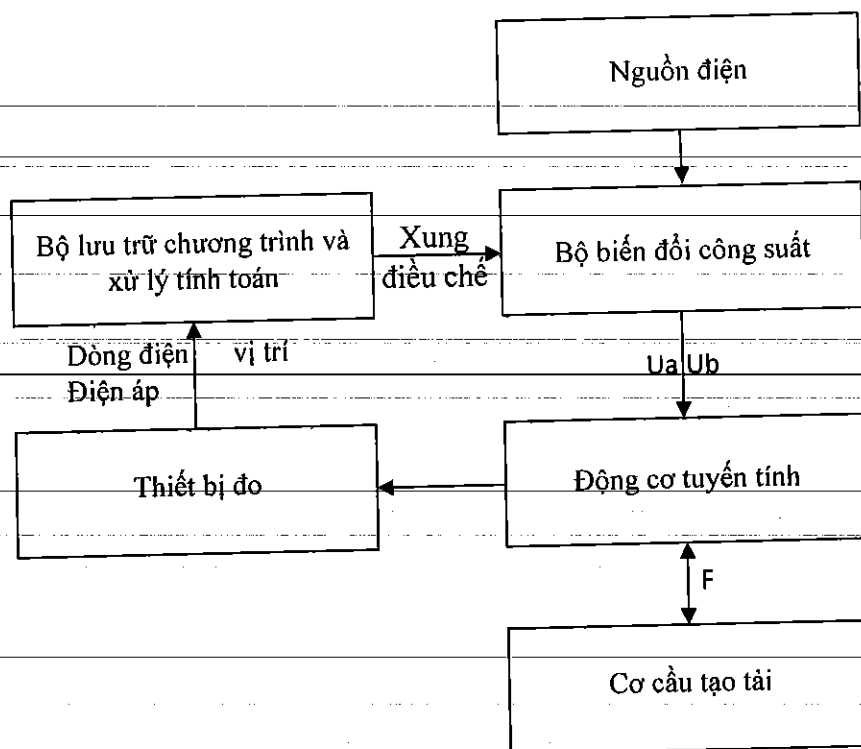 Nguồn điện
Bộ lưu trữ chương trình và
xử lý tính toán
Xung
điều chế
Bộ biến đổi công suất
Dòng điện vị trí
Điện áp
Ua Ub
Thiết bị đo
Động cơ tuyến tính
F
Cơ cầu tạo tải